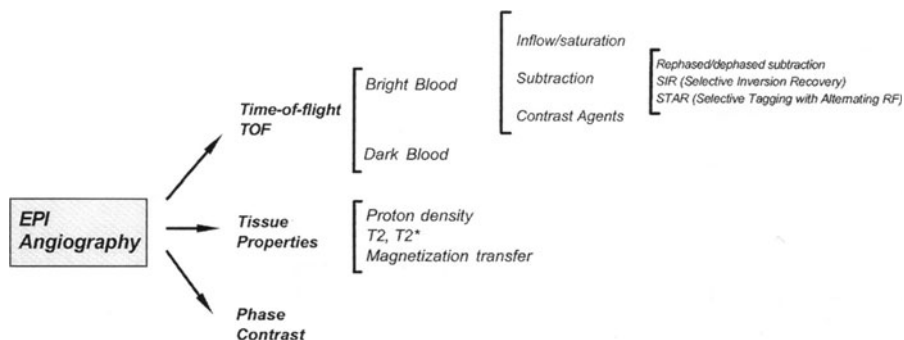 Inflow/saturation
Rephased/dephased subtraction
Bright Blood
Subtraction
SIR (Selective Inversion Recovery)
STAR (Selective Tagging with Alternating RF)
Time-of-flight
TOF
Contrast Agents
Dark Blood
EPI
Angiography
Tissue
Properties
Proton density
T2, T2*
Magnetization transfer
Phase
Contrast